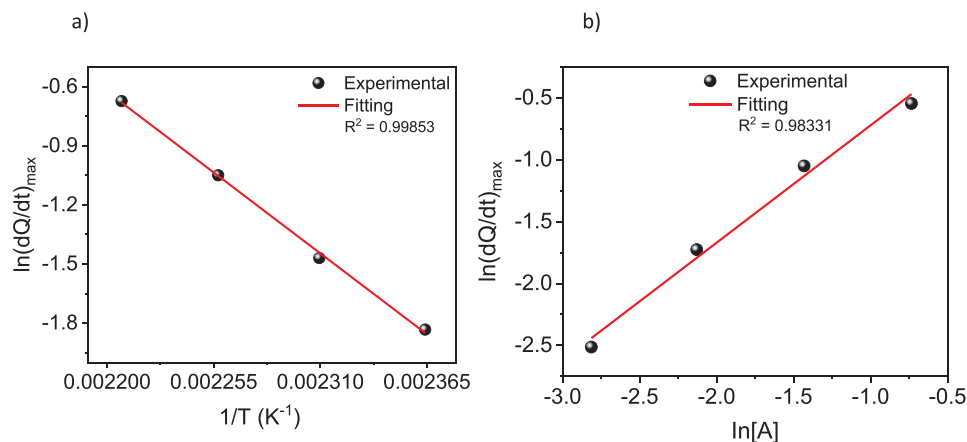 a)
-0.6
-0.9
-1.2
-1.5
-1.8
ln(dQ/dt)max
Experimental
Fitting
R² = 0.99853
0.002200 0.002255 0.002310 0.002365
1/T (K⁻¹)
b)
-0.5
-1.0
-1.5
-2.0
-2.5
ln(dQ/dt)max
Experimental
Fitting
R² = 0.98331
-3.0 -2.5 -2.0 -1.5 -1.0 -0.5
ln[A]